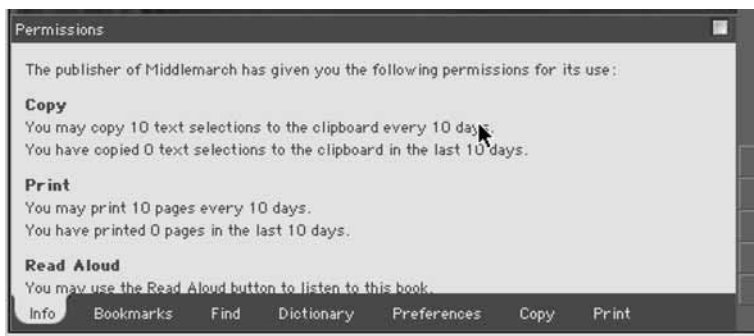 Permissions
The publisher of Middlemarch has given you the following permissions for its use:
Copy
You may copy 10 text selections to the clipboard every 10 days.
You have copied 0 text selections to the clipboard in the last 10 days.
Print
You may print 10 pages every 10 days.
You have printed 0 pages in the last 10 days.
Read Aloud
You may use the Read Aloud button to listen to this book.
Info Bookmarks Find Dictionary Preferences Copy Print